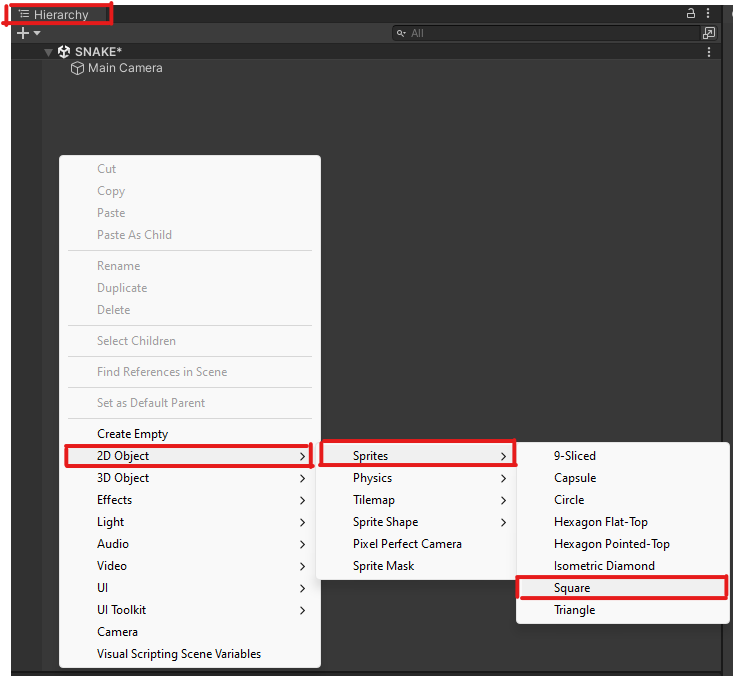 Hierarchy
All
SNAKE*
Main Camera
Cut
Copy
Paste
Paste As Child
Rename
Duplicate
Delete
Select Children
Find References in Scene
Set as Default Parent
Create Empty
2D Object
3D Object
Effects
Light
Audio
Video
UI
UI Toolkit
Camera
Visual Scripting Scene Variables
Sprites
Physics
Tilemap
Sprite Shape
Pixel Perfect Camera
Sprite Mask
9-Sliced
Capsule
Circle
Hexagon Flat-Top
Hexagon Pointed-Top
Isometric Diamond
Square
Triangle